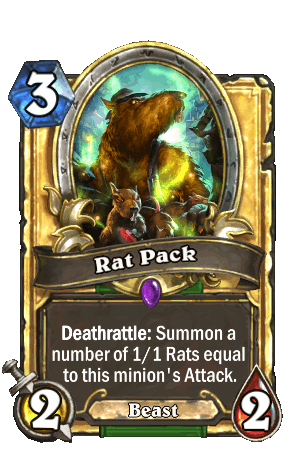 3
Rat Pack
Deathrattle: Summon a
number of 1/1 Rats equal
to this minion's Attack.
2
Beast
2